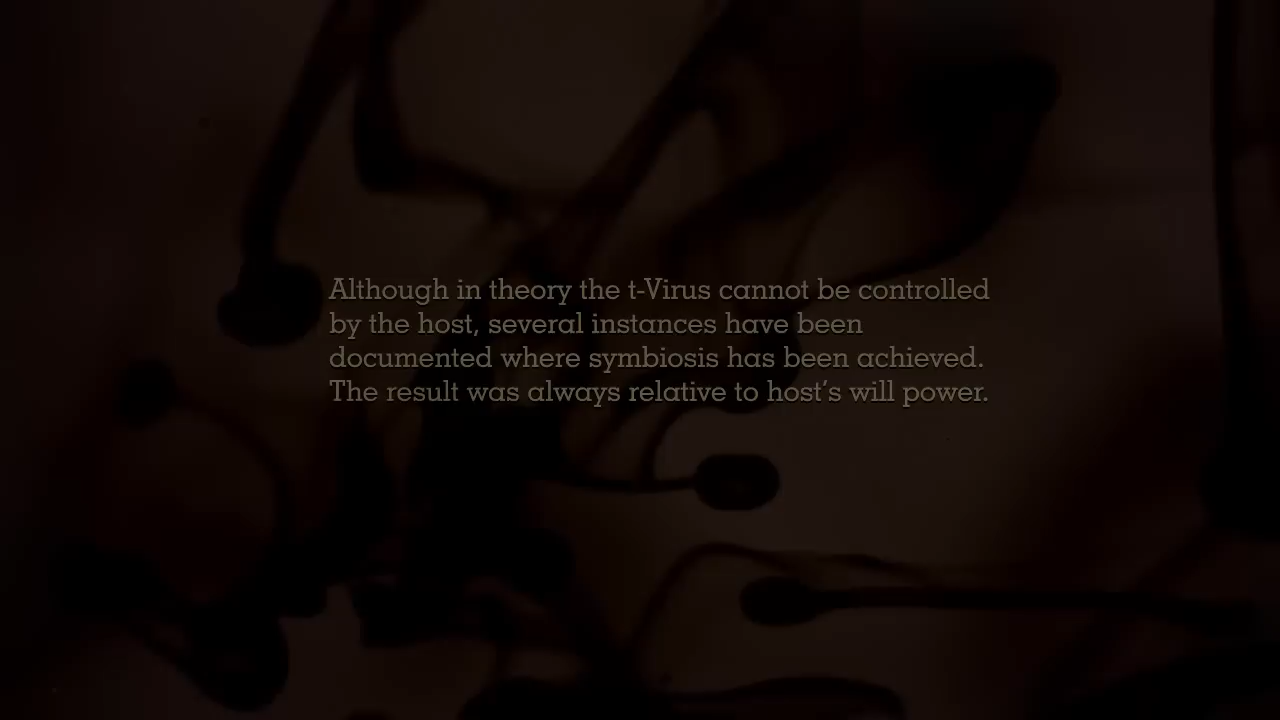 Although in theory the t-Virus cannot be controlled
by the host, several instances have been
documented where symbiosis has been achieved.
The result was always relative to host’s will power.